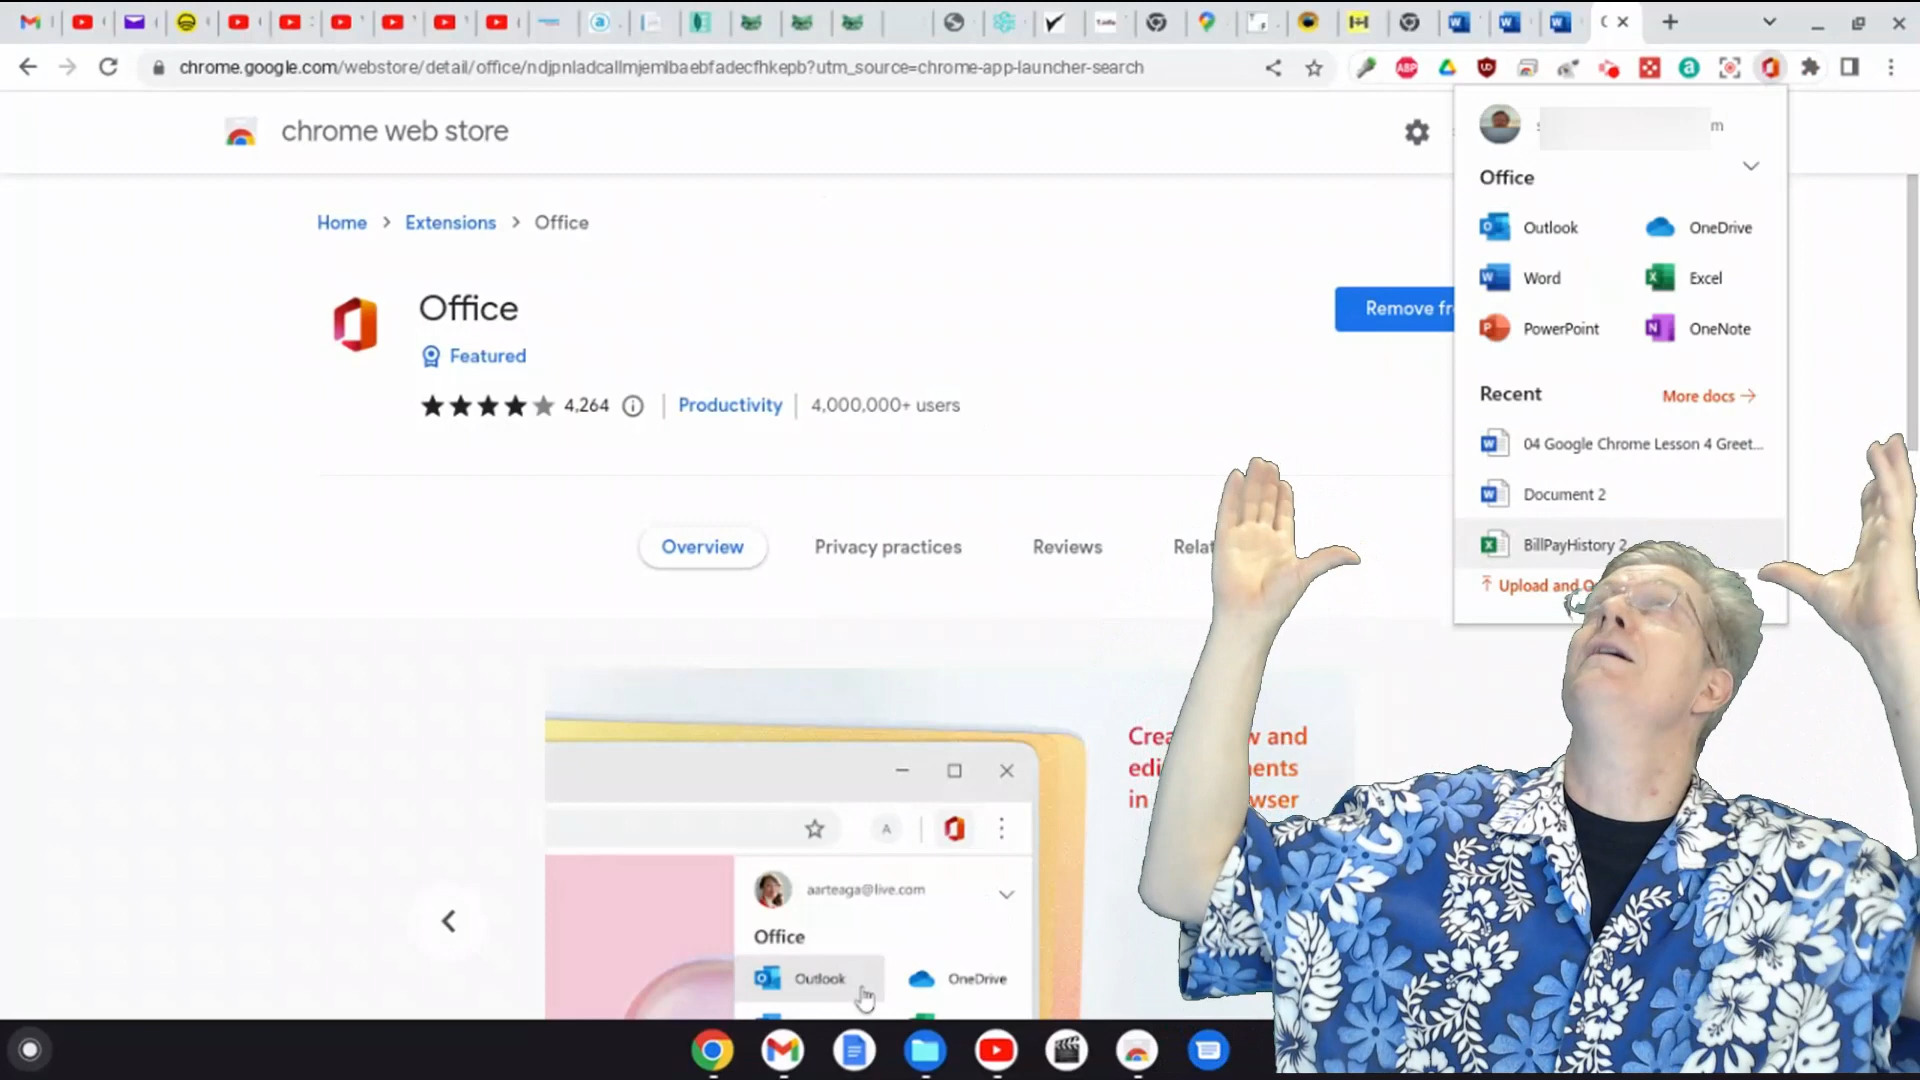 chrome.google.com/webstore/detail/office/ndjpnladcallmjemlbaebfadecfhkepb?utm_source=chrome-app-launcher-search
ABP
chrome web store
m
Office
Home > Extensions > Office
Outlook
OneDrive
Word
Excel
PowerPoint
OneNote
Office
Remove fr
Featured
4,264
Productivity
4,000,000+ users
Recent
More docs →
04 Google Chrome Lesson 4 Greet...
Document 2
BillPayHistory 2
Upload and O
Overview
Privacy practices
Reviews
Relat
Crea w and
edi ents
in wser
A
aarteaga@live.com
Office
Outlook
OneDrive